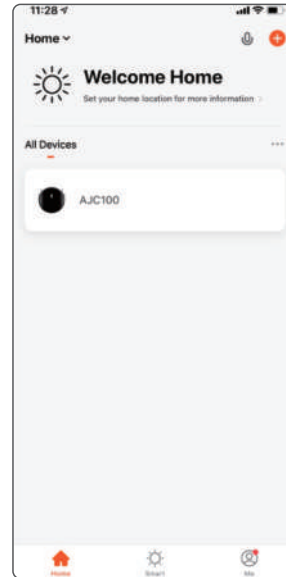 11:28
Home
Welcome Home
Set your home location for more information
All Devices
AJC100
Home
Smart
Me